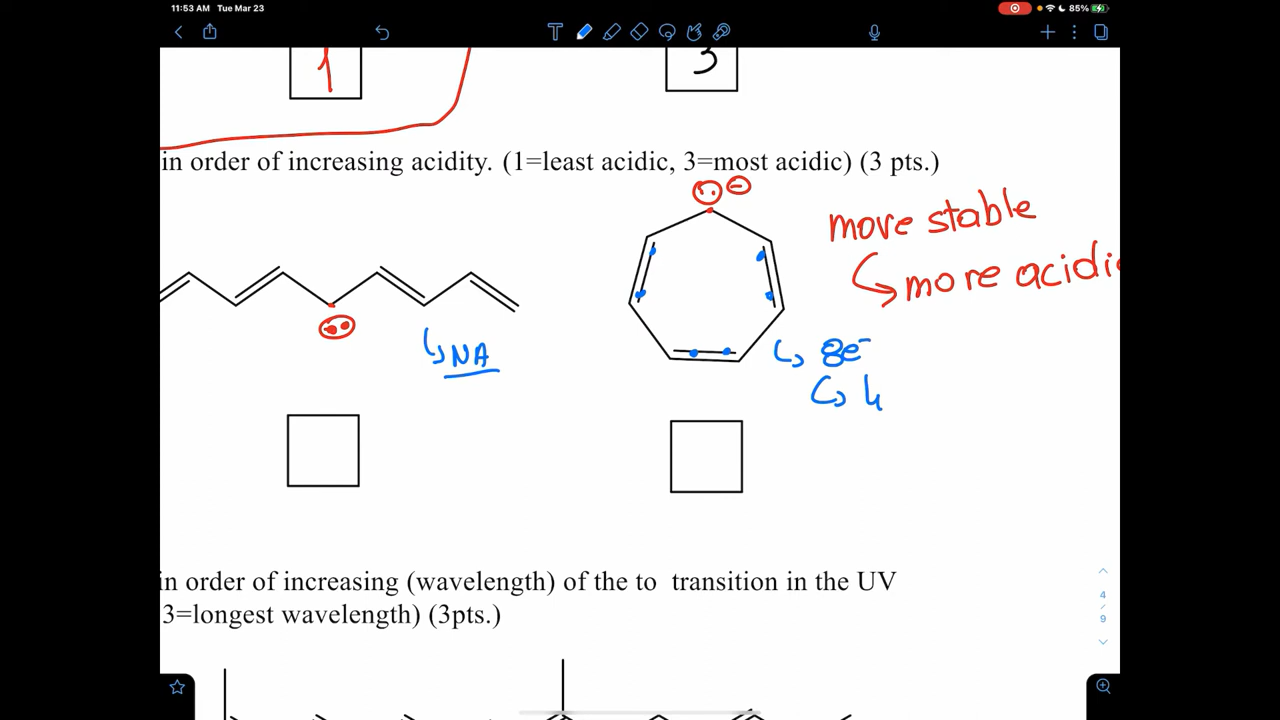 11:53 AM Tue Mar 23
85%
1
3
in order of increasing acidity. (1=least acidic, 3=most acidic) (3 pts.)
more stable
more acidic
NA
8e⁻
in order of increasing (wavelength) of the to transition in the UV
3=longest wavelength) (3pts.)
4
/
9